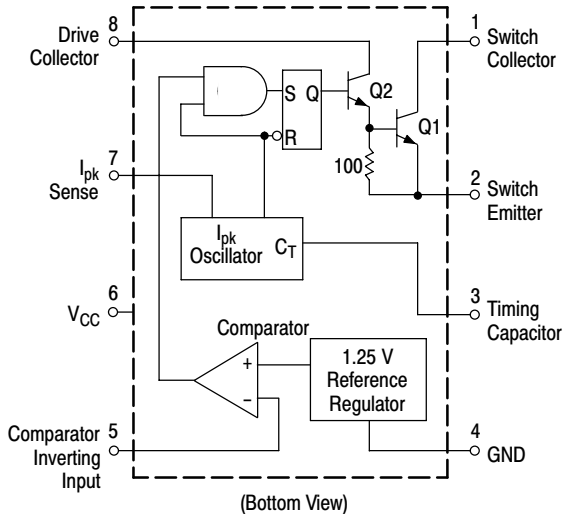 8
Drive
Collector
1
Switch
Collector
S Q
R
Q2
Q1
100
7
Ipk
Sense
2
Switch
Emitter
Ipk
Oscillator
CT
6
VCC
3
Timing
Capacitor
Comparator
+
−
1.25 V
Reference
Regulator
5
Comparator
Inverting
Input
4
GND
(Bottom View)